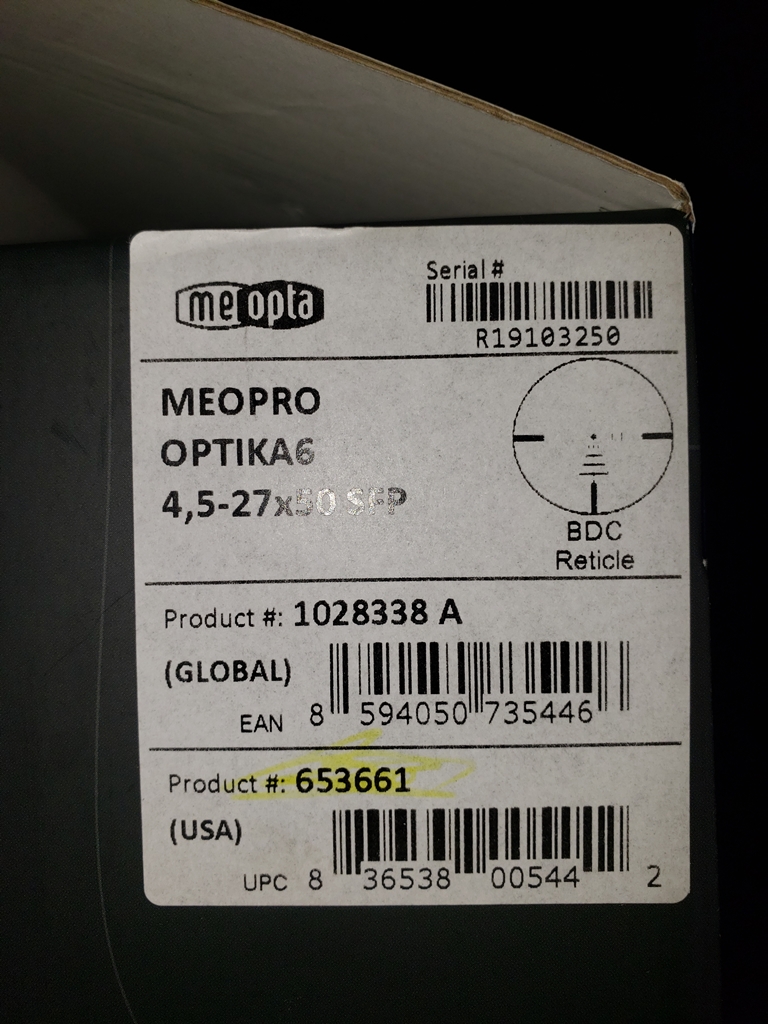 meopta
Serial #
R19103250
MEOPRO
OPTIKA6
4,5-27x50 SFP
BDC
Reticle
Product #: 1028338 A
(GLOBAL)
EAN 8 594050 735446
Product #: 653661
(USA)
UPC 8 36538 00544 2